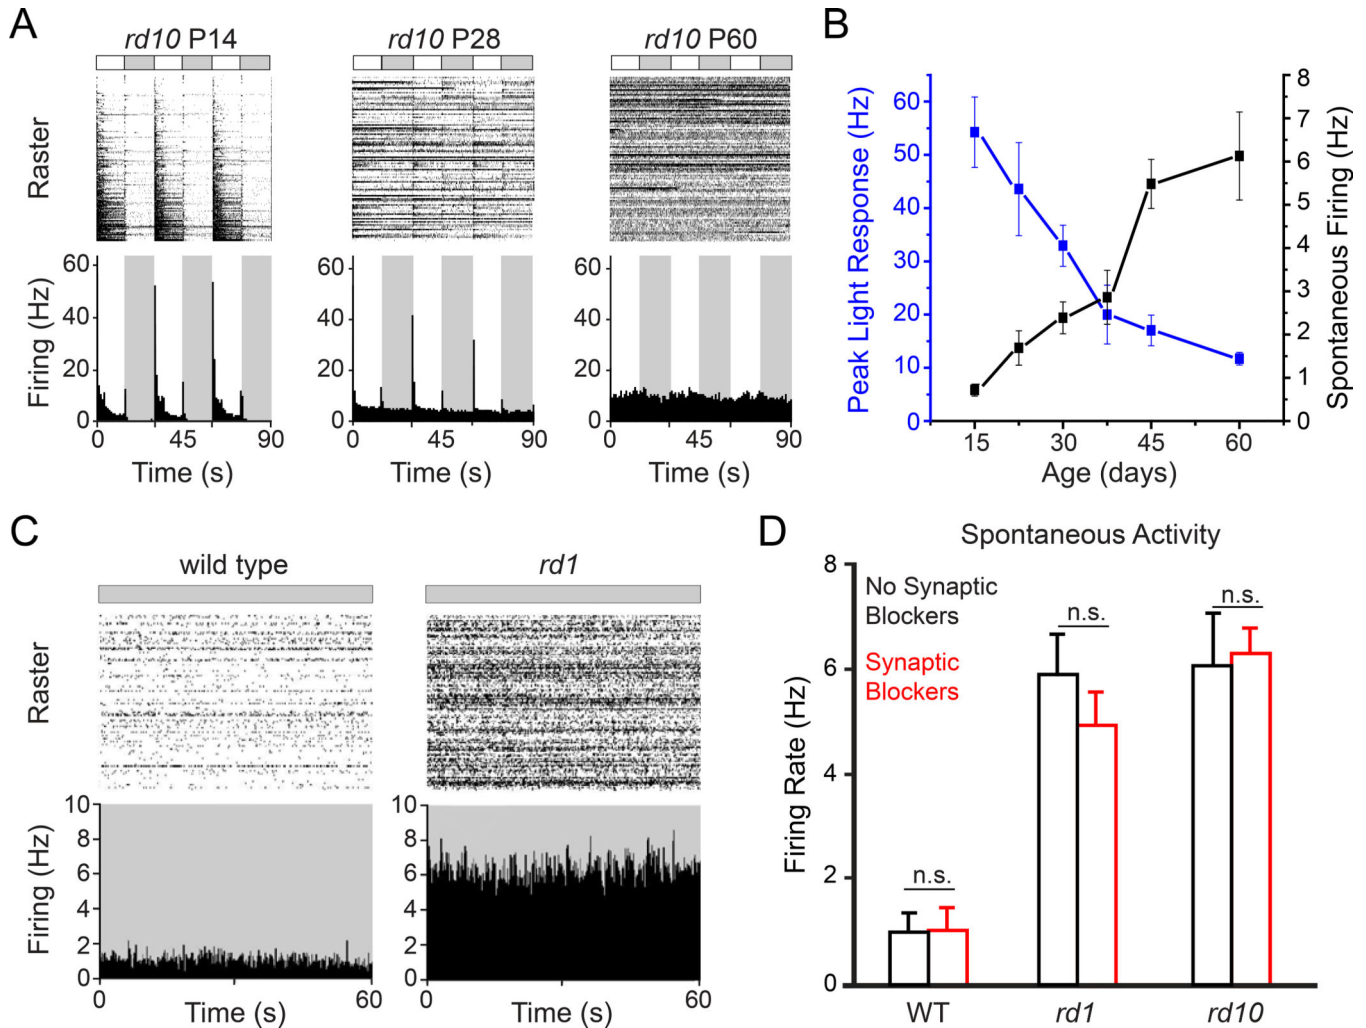 A
rd10 P14
rd10 P28
rd10 P60
Raster
Firing (Hz)
60
40
20
0
60
40
20
0
60
40
20
0
0 45 90
0 45 90
0 45 90
Time (s)
Time (s)
Time (s)
B
Peak Light Response (Hz)
60
50
40
30
20
10
0
8
7
6
5
4
3
2
1
0
Spontaneous Firing (Hz)
15 30 45 60
Age (days)
C
wild type
rd1
Raster
Firing (Hz)
10
8
6
4
2
0
10
8
6
4
2
0
0 60
0 60
Time (s)
Time (s)
D
Spontaneous Activity
Firing Rate (Hz)
8
6
4
2
0
No Synaptic
Blockers
Synaptic
Blockers
n.s.
n.s.
n.s.
WT
rd1
rd10